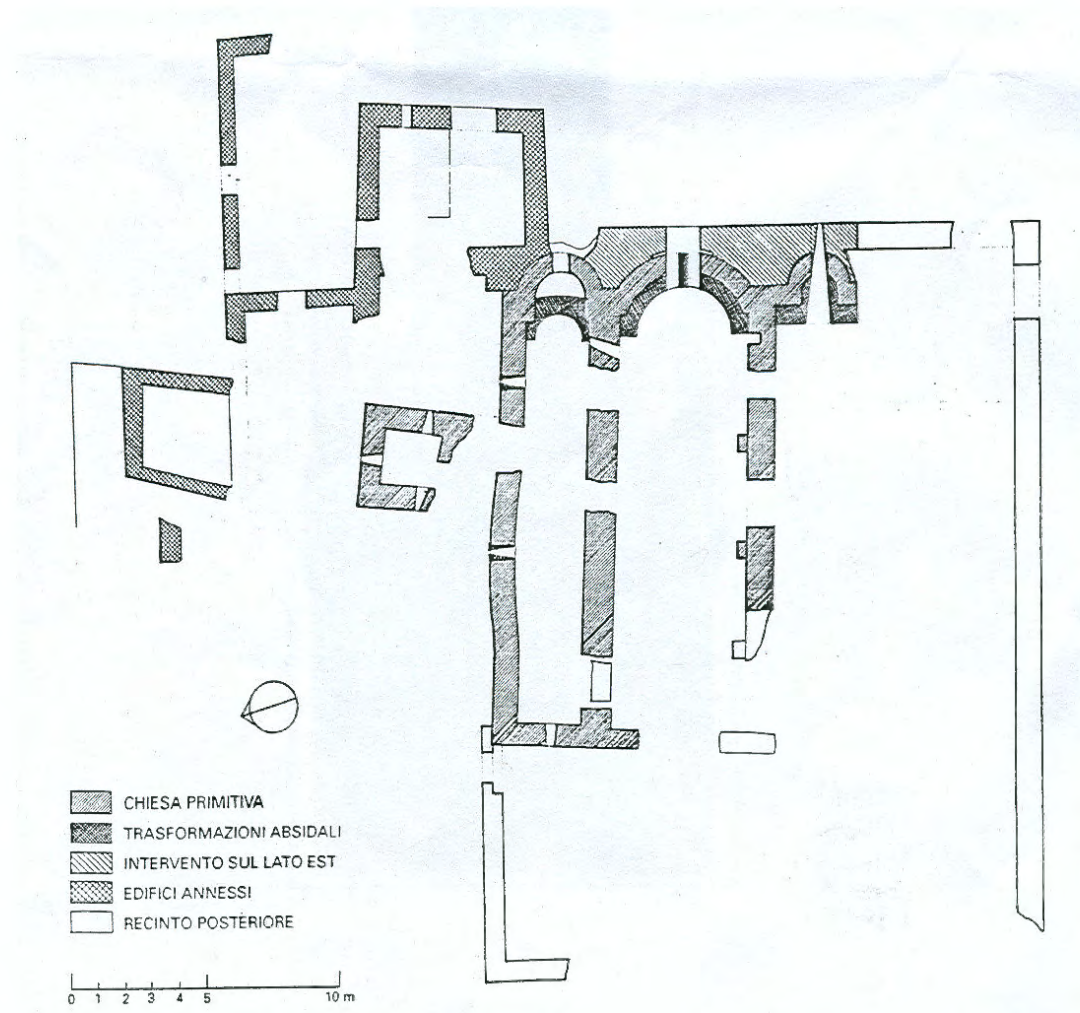 CHIESA PRIMITIVA
TRASFORMAZIONI ABSIDALI
INTERVENTO SUL LATO EST
EDIFICI ANNESSI
RECINTO POSTERIORE
0 1 2 3 4 5 10 m